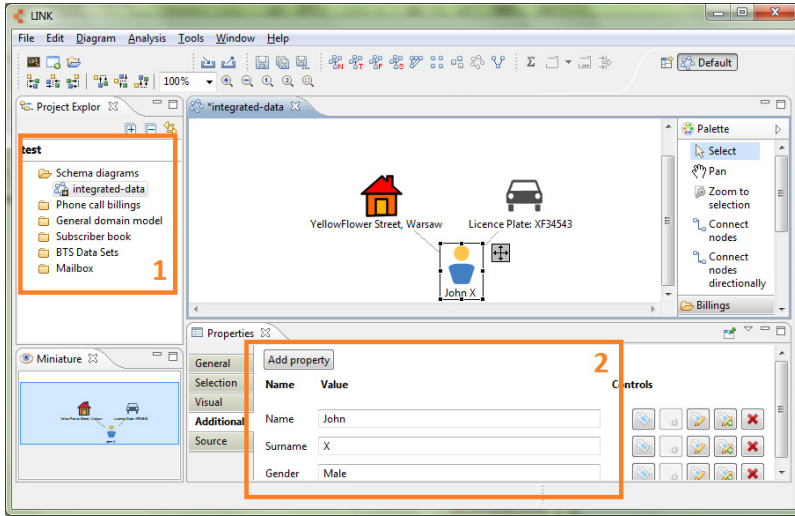 LINK
File Edit Diagram Analysis Tools Window Help
100%
Default
Project Explor
*integrated-data
test
Schema diagrams
integrated-data
Phone call billings
General domain model
Subscriber book
BTS Data Sets
Mailbox
1
YellowFlower Street, Warsaw
Licence Plate: XF34543
John X
Palette
Select
Pan
Zoom to
selection
Connect
nodes
Connect
nodes
directionally
Billings
Miniature
Properties
General
Selection
Visual
Additional
Source
Add property
2
Name Value Controls
Name John
Surname X
Gender Male